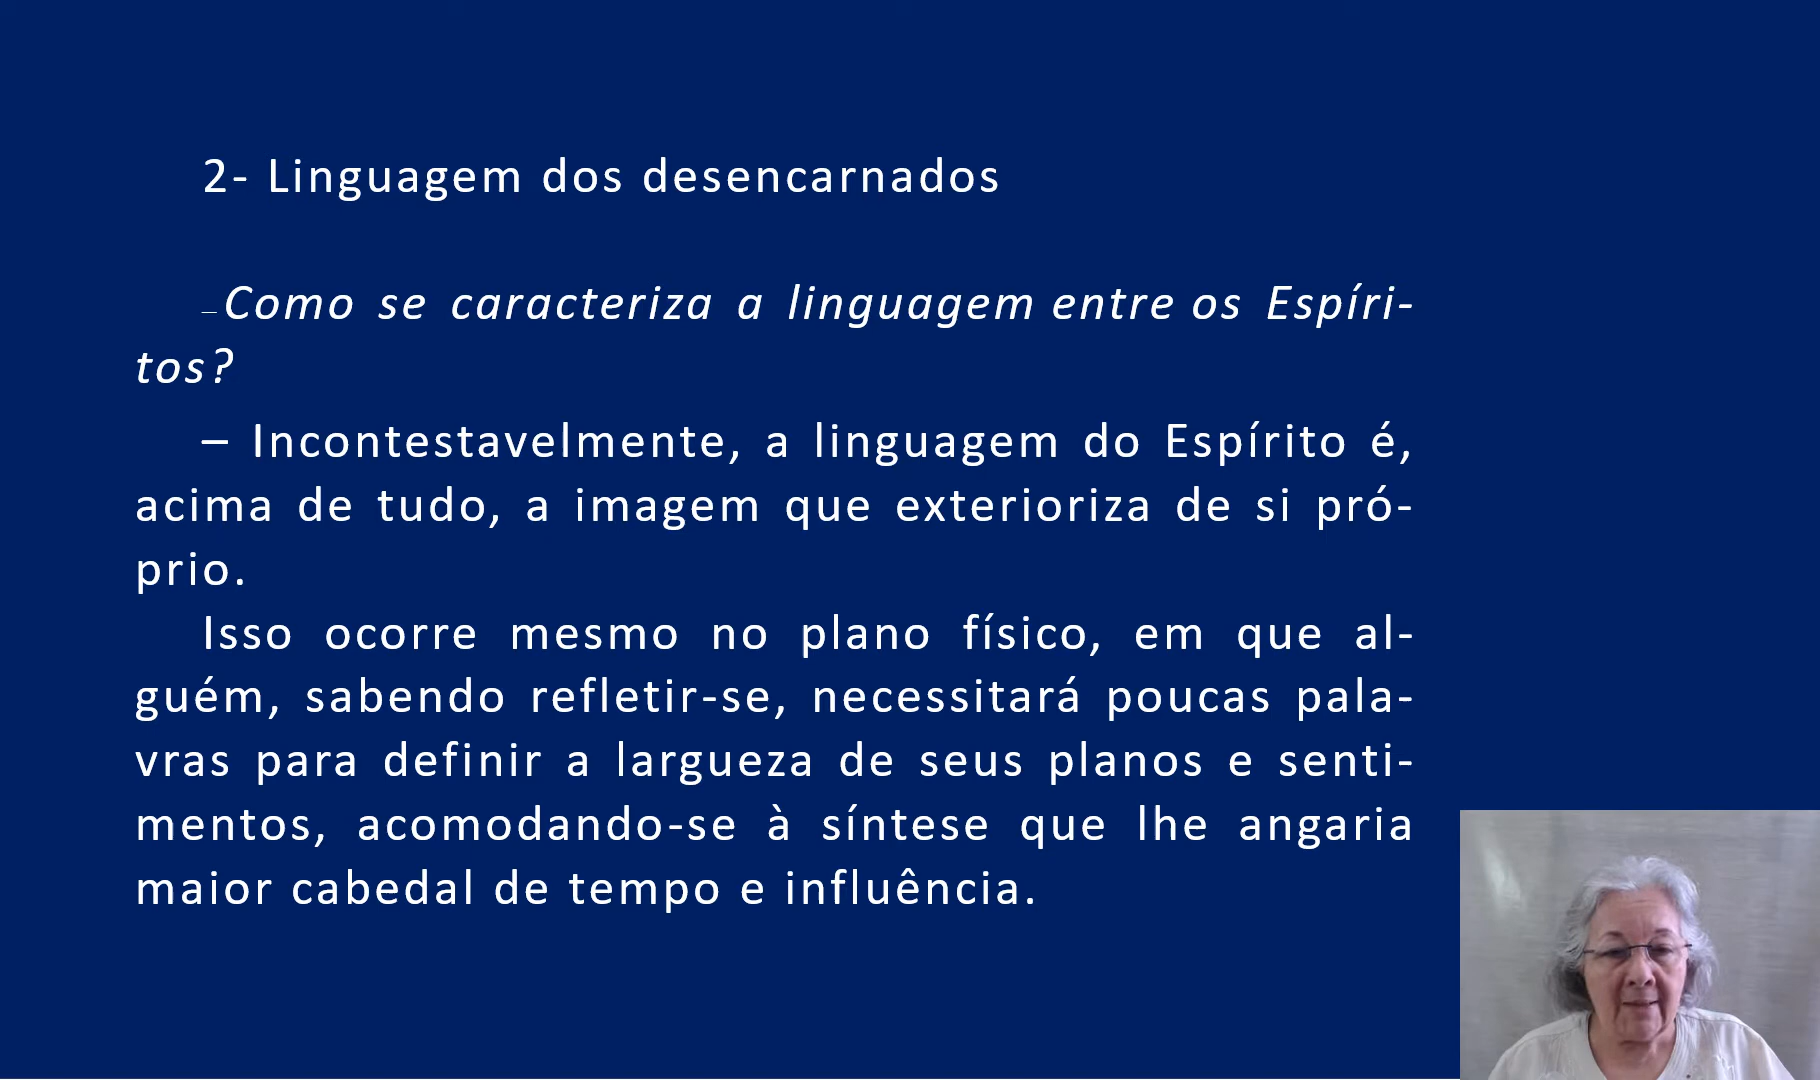 2- Linguagem dos desencarnados
–Como se caracteriza a linguagem entre os Espíri-
tos?
– Incontestavelmente, a linguagem do Espírito é,
acima de tudo, a imagem que exterioriza de si pró-
prio.
Isso ocorre mesmo no plano físico, em que al-
guém, sabendo refletir-se, necessitará poucas pala-
vras para definir a largueza de seus planos e senti-
mentos, acomodando-se à síntese que lhe angaria
maior cabedal de tempo e influência.